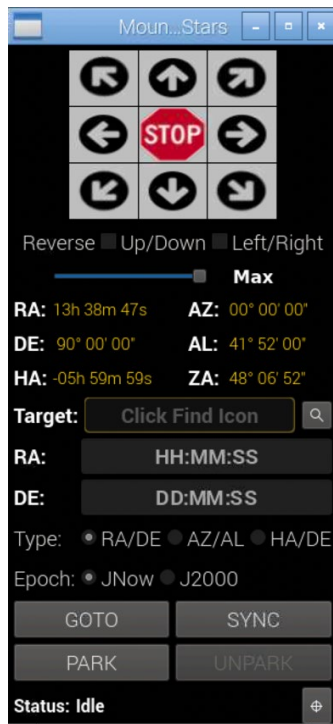 Moun...Stars
STOP
Reverse Up/Down Left/Right
Max
RA: 13h 38m 47s AZ: 00° 00' 00"
DE: 90° 00' 00" AL: 41° 52' 00"
HA: -05h 59m 59s ZA: 48° 06' 52"
Target: Click Find Icon
RA: HH:MM:SS
DE: DD:MM:SS
Type: RA/DE AZ/AL HA/DE
Epoch: JNow J2000
GOTO SYNC
PARK UNPARK
Status: Idle